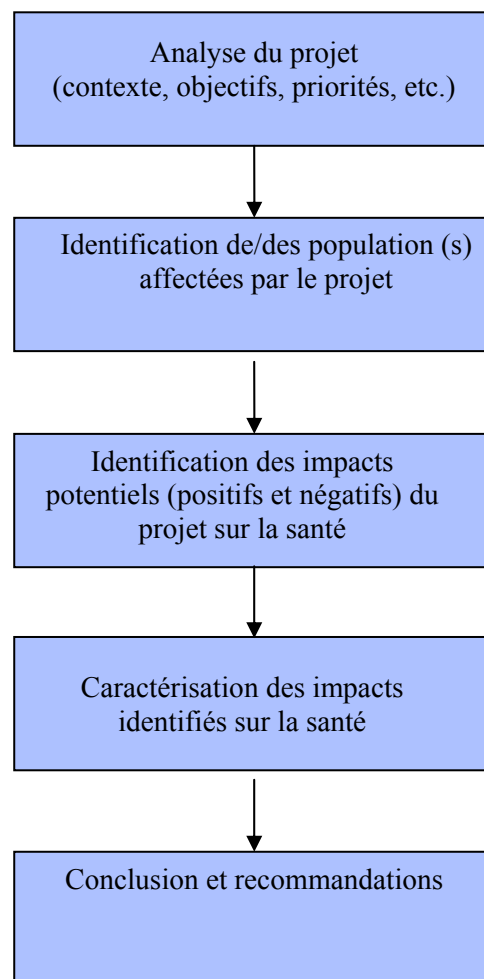 Analyse du projet
(contexte, objectifs, priorités, etc.)
Identification de/des population (s)
affectées par le projet
Identification des impacts
potentiels (positifs et négatifs) du
projet sur la santé
Caractérisation des impacts
identifiés sur la santé
Conclusion et recommandations